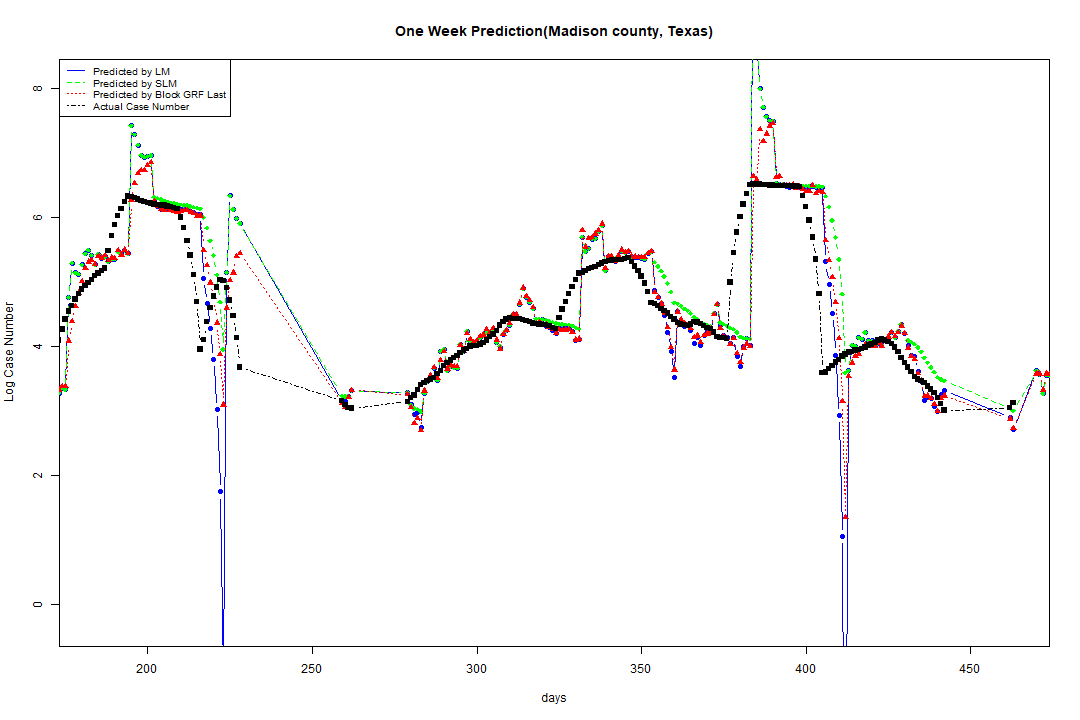 One Week Prediction(Madison county, Texas)
Predicted by LM
Predicted by SLM
Predicted by Block GRF Last
Actual Case Number
Log Case Number
8
6
4
2
0
200 250 300 350 400 450
days